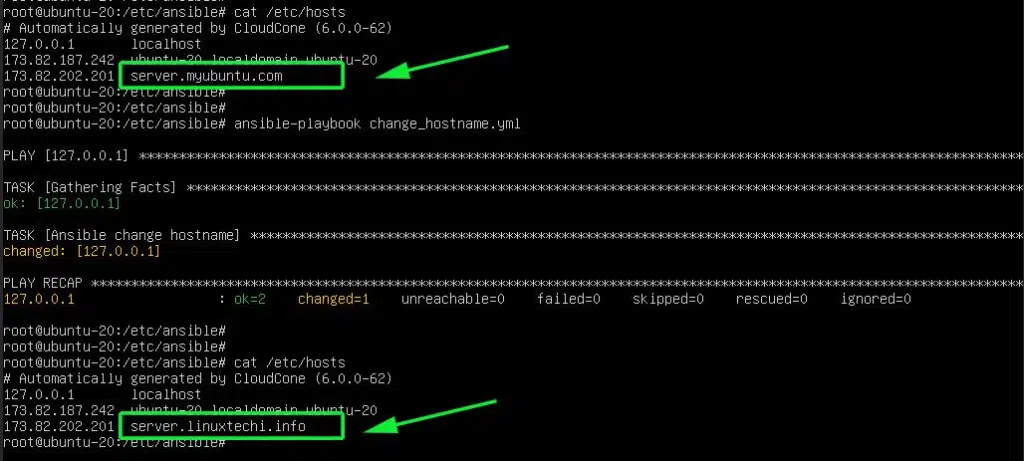 root@ubuntu-20:/etc/ansible# cat /etc/hosts
# Automatically generated by CloudCone (6.0.0-62)
127.0.0.1 localhost
173.82.187.242 ubuntu-20.localdomain ubuntu-20
173.82.202.201 server.myubuntu.com
root@ubuntu-20:/etc/ansible#
root@ubuntu-20:/etc/ansible#
root@ubuntu-20:/etc/ansible# ansible-playbook change_hostname.yml
PLAY [127.0.0.1] ******************************************************************************************************
TASK [Gathering Facts] ************************************************************************************************
ok: [127.0.0.1]
TASK [Ansible change hostname] ****************************************************************************************
changed: [127.0.0.1]
PLAY RECAP ************************************************************************************************************
127.0.0.1 : ok=2 changed=1 unreachable=0 failed=0 skipped=0 rescued=0 ignored=0
root@ubuntu-20:/etc/ansible#
root@ubuntu-20:/etc/ansible#
root@ubuntu-20:/etc/ansible# cat /etc/hosts
# Automatically generated by CloudCone (6.0.0-62)
127.0.0.1 localhost
173.82.187.242 ubuntu-20.localdomain ubuntu-20
173.82.202.201 server.linuxtechi.info
root@ubuntu-20:/etc/ansible#